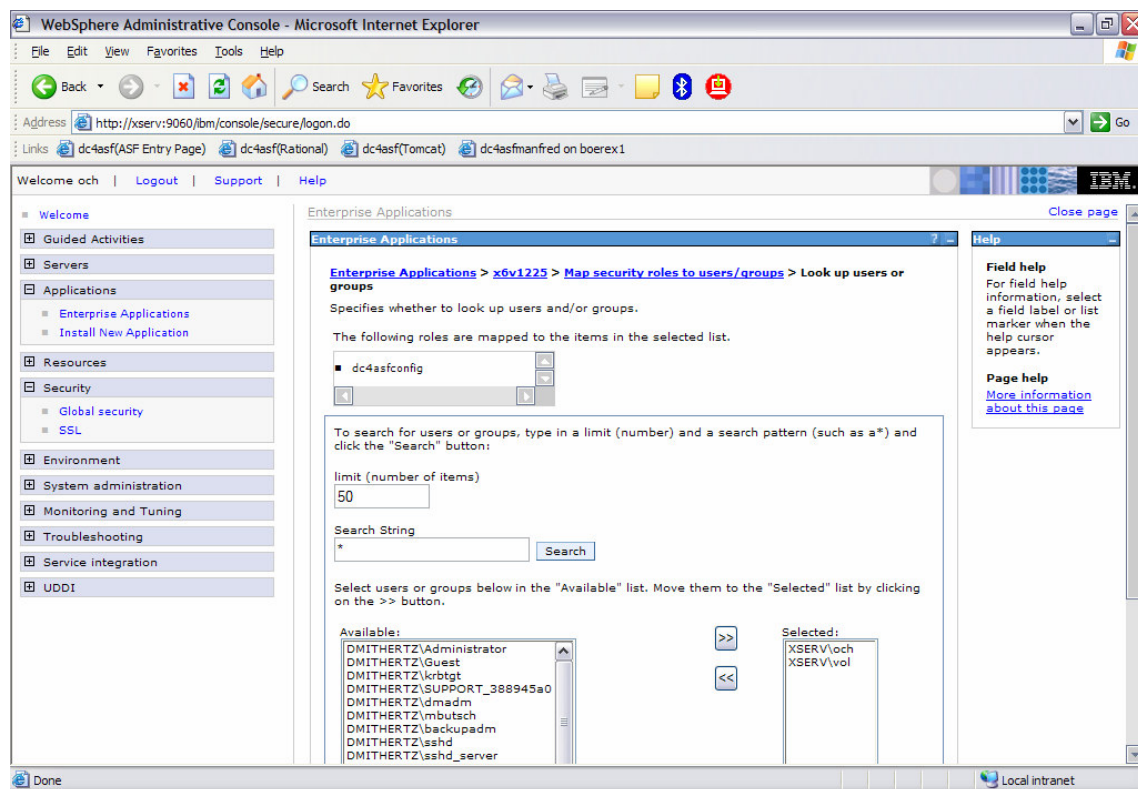 WebSphere Administrative Console - Microsoft Internet Explorer
File Edit View Favorites Tools Help
Back Search Favorites
Address http://xserv:9060/ibm/console/secure/logon.do Go
Links dc4asf(ASF Entry Page) dc4asf(Rational) dc4asf(Tomcat) dc4asfmanfred on boerex1
Welcome och | Logout | Support | Help IBM.
Welcome
Guided Activities
Servers
Applications
Enterprise Applications
Install New Application
Resources
Security
Global security
SSL
Environment
System administration
Monitoring and Tuning
Troubleshooting
Service integration
UDDI
Enterprise Applications Close page
Enterprise Applications ? -
Enterprise Applications > x6v1225 > Map security roles to users/groups > Look up users or
groups
Specifies whether to look up users and/or groups.
The following roles are mapped to the items in the selected list.
dc4asfconfig
To search for users or groups, type in a limit (number) and a search pattern (such as a*) and
click the "Search" button:
limit (number of items)
50
Search String
* Search
Select users or groups below in the "Available" list. Move them to the "Selected" list by clicking
on the >> button.
Available:
DMITHERTZ\Administrator
DMITHERTZ\Guest
DMITHERTZ\krbtgt
DMITHERTZ\SUPPORT_388945a0
DMITHERTZ\dmadm
DMITHERTZ\mbutsch
DMITHERTZ\backupadm
DMITHERTZ\sshd
DMITHERTZ\sshd_server
>>
<<
Selected:
XSERV\och
XSERV\vol
Help -
Field help
For field help
information, select
a field label or list
marker when the
help cursor
appears.
Page help
More information
about this page
Done Local intranet